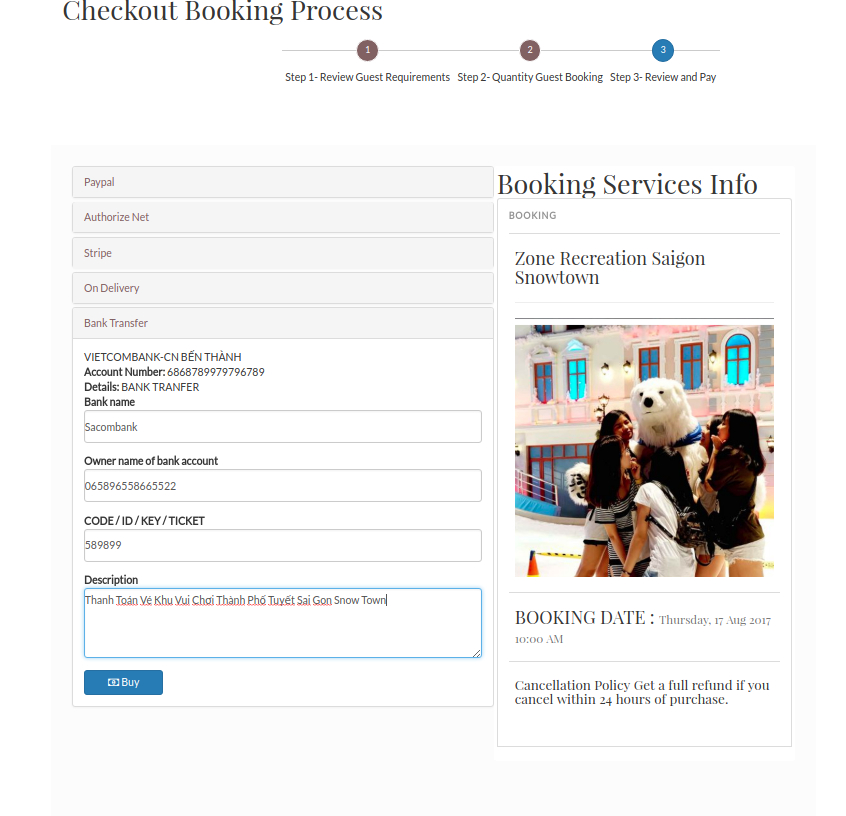 Checkout Booking Process
1
2
3
Step 1- Review Guest Requirements
Step 2- Quantity Guest Booking
Step 3- Review and Pay
Paypal
Authorize Net
Stripe
On Delivery
Bank Transfer
VIETCOMBANK-CN BẾN THÀNH
Account Number: 6868789979796789
Details: BANK TRANFER
Bank name
Sacombank
Owner name of bank account
065896558665522
CODE / ID / KEY / TICKET
589899
Description
Thanh Toán Vé Khu Vui Chơi Thành Phố Tuyết Sai Gon Snow Town
Buy
Booking Services Info
BOOKING
Zone Recreation Saigon
Snowtown
BOOKING DATE : Thursday, 17 Aug 2017
10:00 AM
Cancellation Policy Get a full refund if you
cancel within 24 hours of purchase.